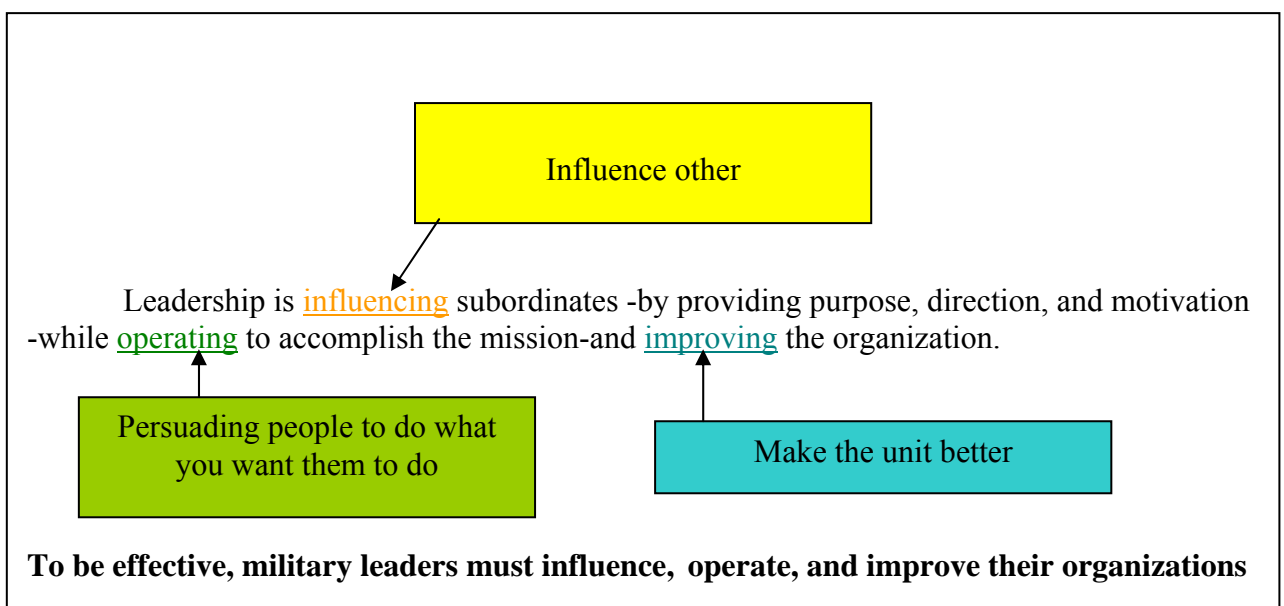 Influence other
Leadership is influencing subordinates -by providing purpose, direction, and motivation
-while operating to accomplish the mission-and improving the organization.
Persuading people to do what
you want them to do
Make the unit better
To be effective, military leaders must influence, operate, and improve their organizations